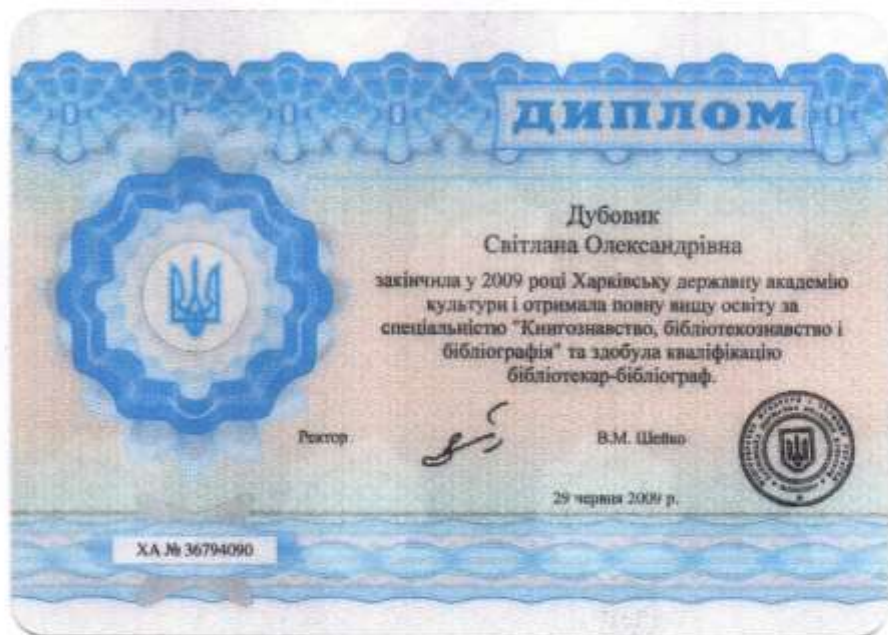 ДИПЛОМ
Дубовик
Світлана Олександрівна
закінчила у 2009 році Харківську державну академію
культури і отримала повну вищу освіту за
спеціальністю "Книгознавство, бібліотекознавство і
бібліографія" та здобула кваліфікацію
бібліотекар-бібліограф.
Ректор В.М. Шейко
29 червня 2009 р.
ХА № 36794090